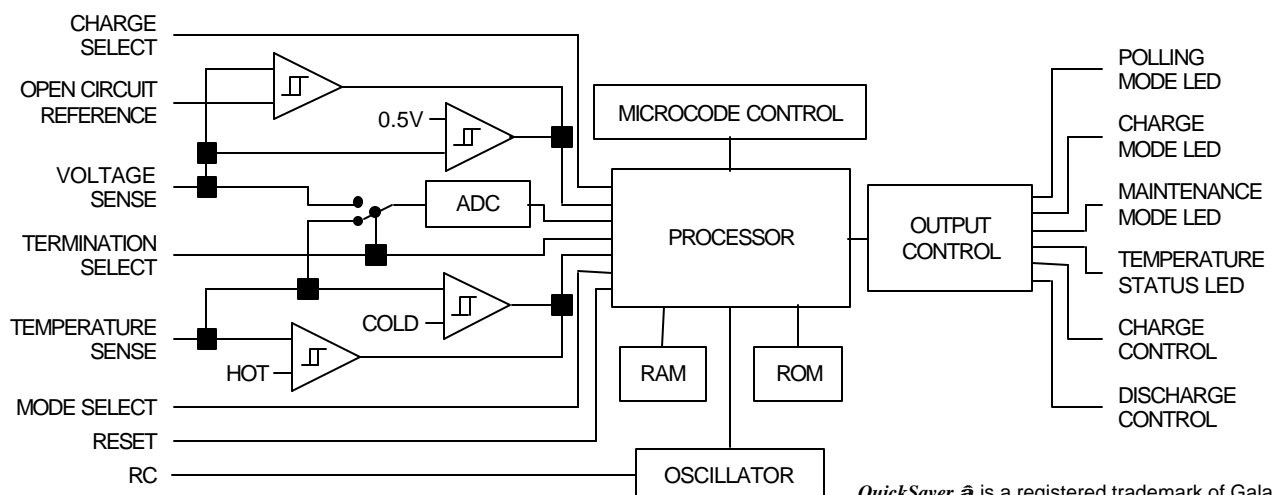 CHARGE
SELECT
OPEN CIRCUIT
REFERENCE
VOLTAGE
SENSE
TERMINATION
SELECT
TEMPERATURE
SENSE
MODE SELECT
RESET
RC
0.5V
COLD
HOT
ADC
MICROCODE CONTROL
PROCESSOR
RAM
ROM
OSCILLATOR
OUTPUT
CONTROL
POLLING
MODE LED
CHARGE
MODE LED
MAINTENANCE
MODE LED
TEMPERATURE
STATUS LED
CHARGE
CONTROL
DISCHARGE
CONTROL
QuickSaver is a registered trademark of Gala